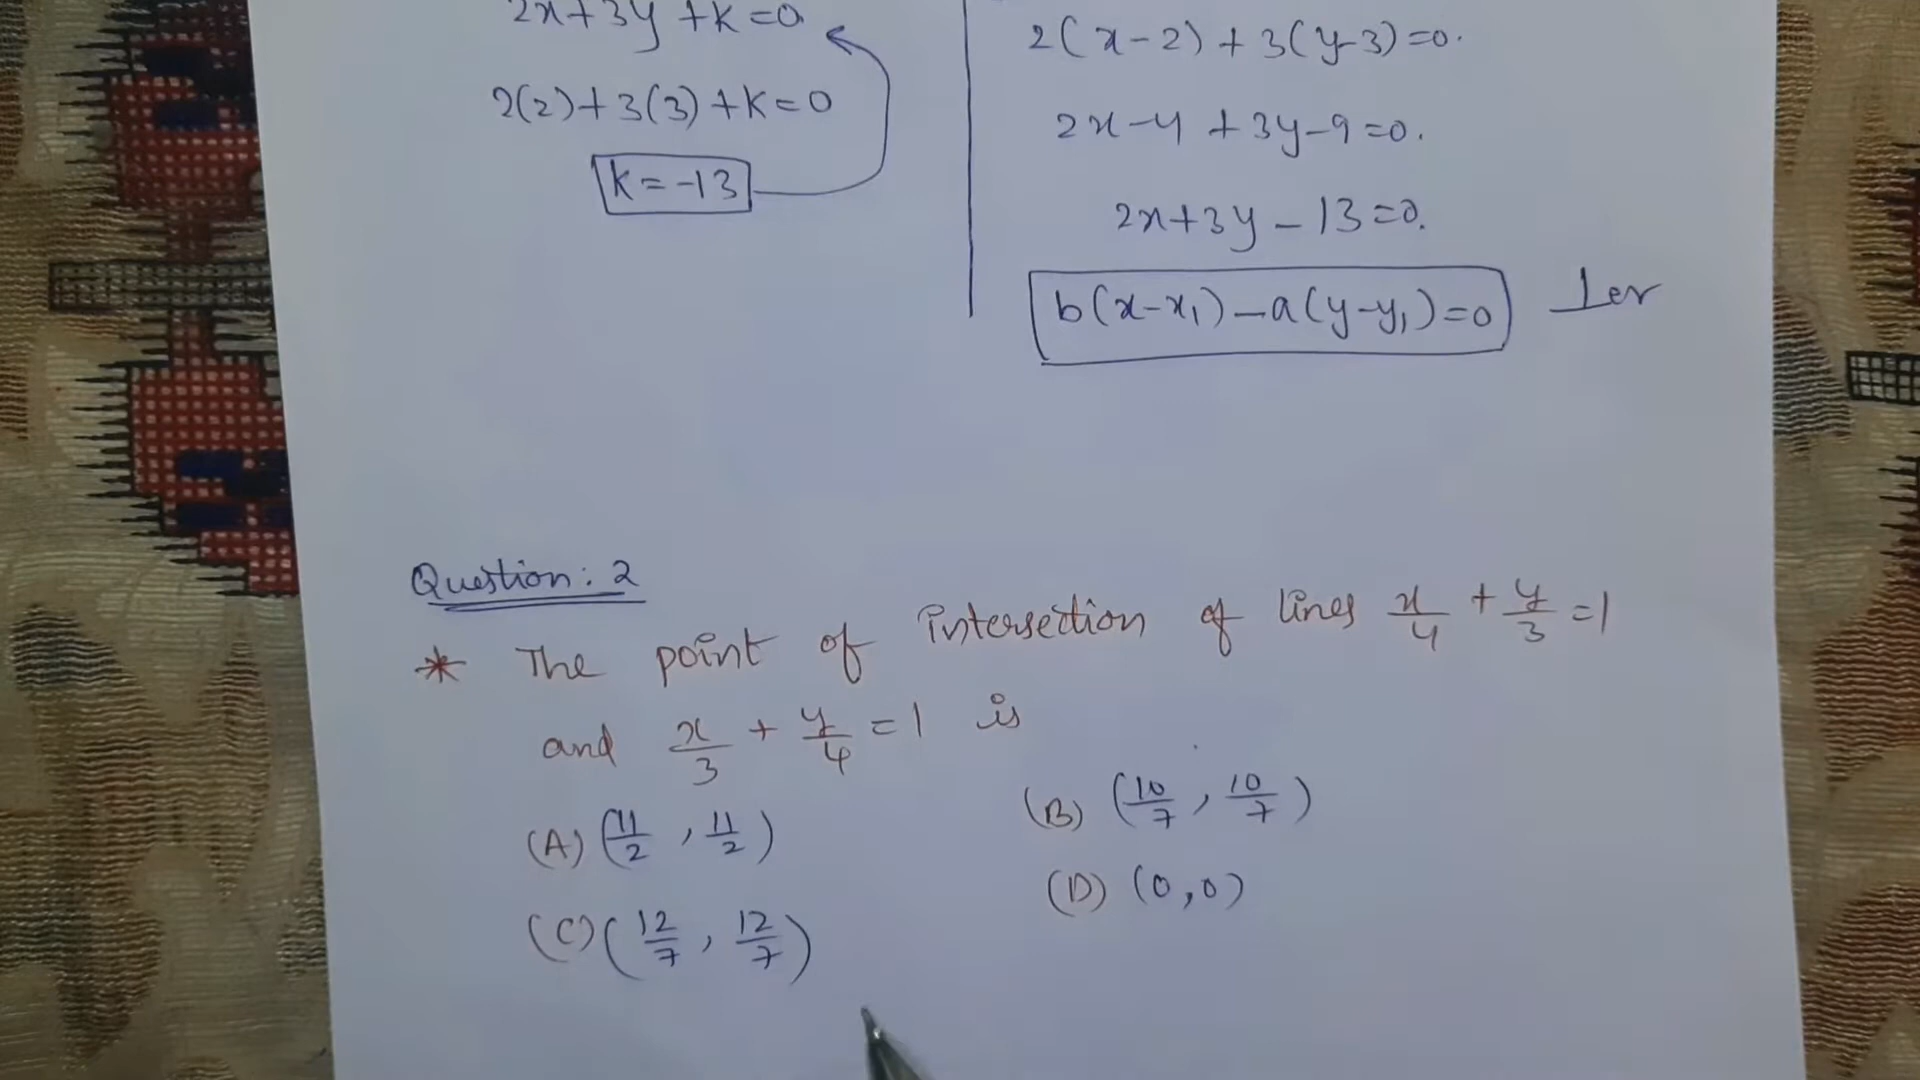 2x+3y+k=0
2(2)+3(3)+k=0
k=-13
2(x-2)+3(y-3)=0.
2x-4+3y-9=0.
2x+3y-13=0.
b(x-x₁)-a(y-y₁)=0 ⊥er
Question: 2
* The point of intersection of lines x/4 + y/3 = 1
and x/3 + y/4 = 1 is
(A) (11/2, 11/2) (B) (10/7, 10/7)
(C) (12/7, 12/7) (D) (0,0)